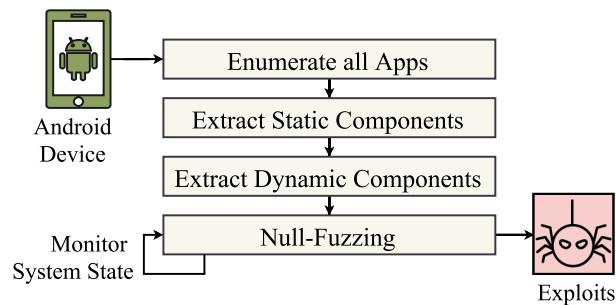 Enumerate all Apps
Android
Device
Extract Static Components
Extract Dynamic Components
Null-Fuzzing
Monitor
System State
Exploits